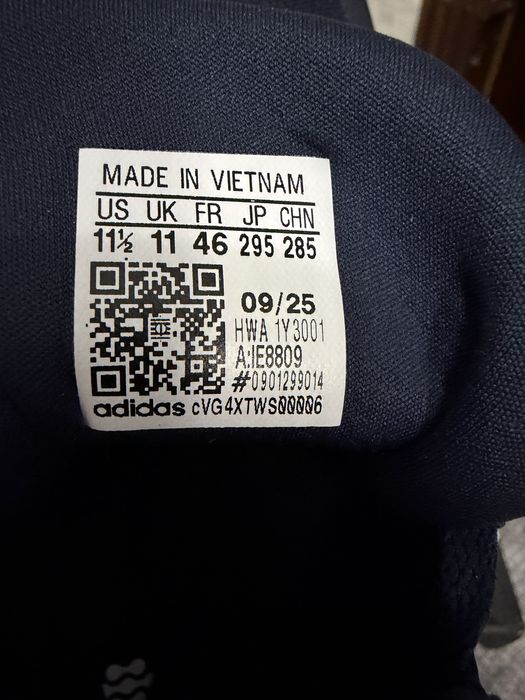 MADE IN VIETNAM
US UK FR JP CHN
11½ 11 46 295 285
09/25
HWA 1Y3001
A:IE8809
#0901299014
adidas cVG4XTWS00006